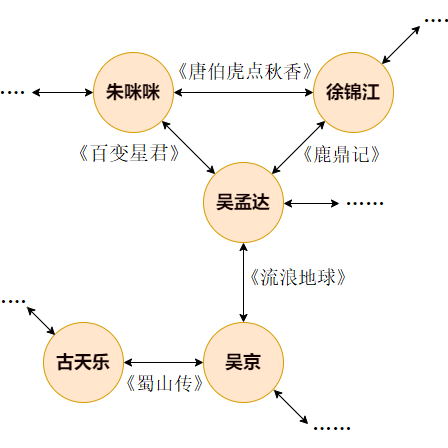 ……
《唐伯虎点秋香》
…… 朱咪咪 徐锦江
《百变星君》 《鹿鼎记》
吴孟达 ……
《流浪地球》
……
古天乐 吴京
《蜀山传》
……